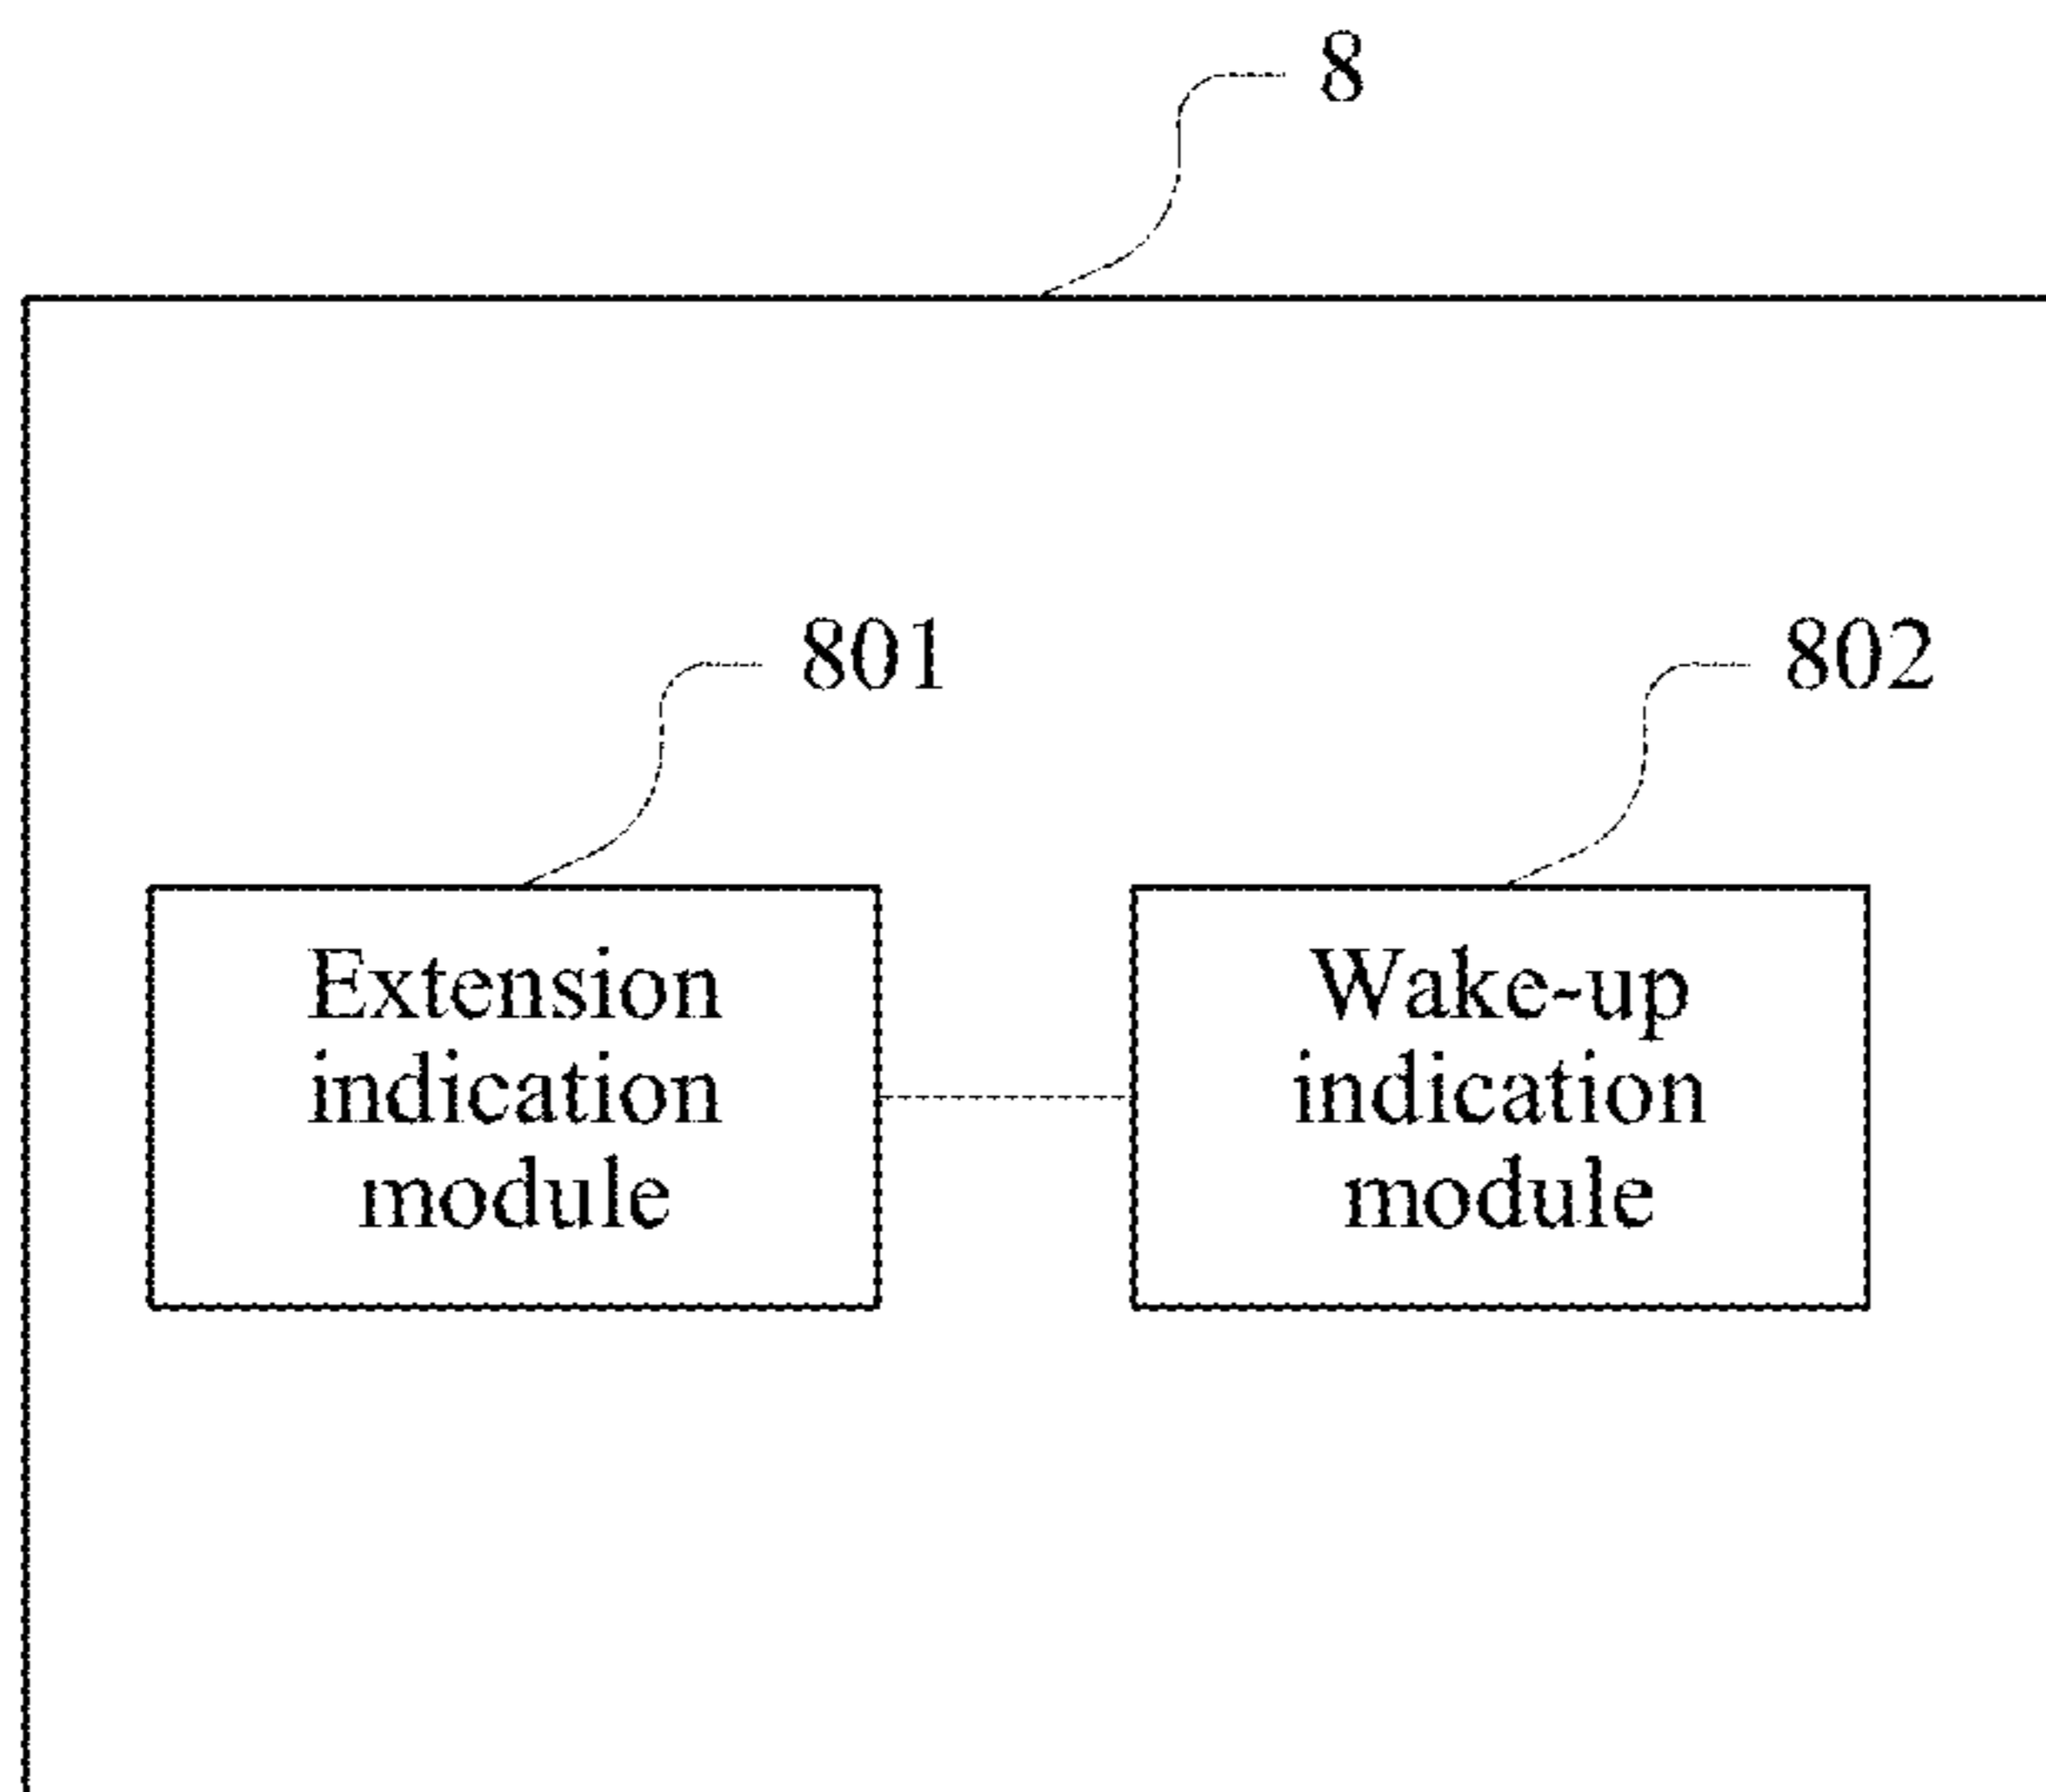 8
801
802
Extension
indication
module
Wake-up
indication
module